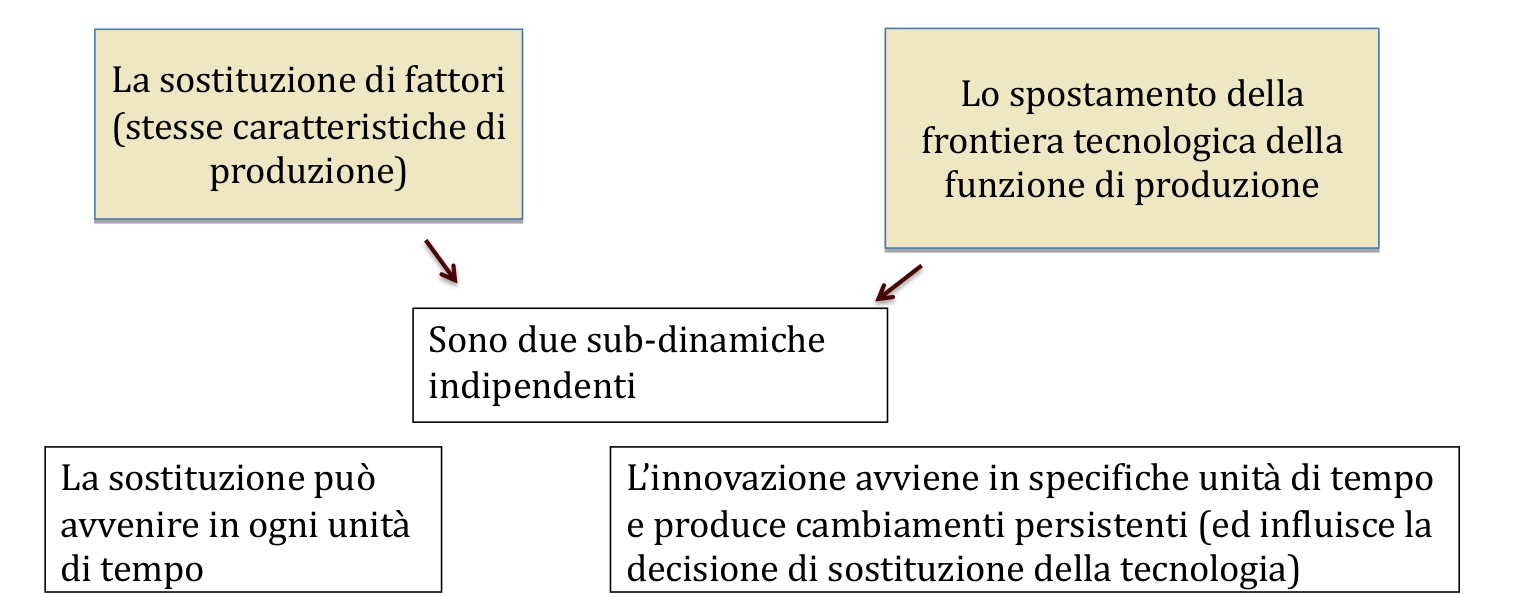 La sostituzione di fattori
(stesse caratteristiche di
produzione)
Lo spostamento della
frontiera tecnologica della
funzione di produzione
Sono due sub-dinamiche
indipendenti
La sostituzione può
avvenire in ogni unità
di tempo
L’innovazione avviene in specifiche unità di tempo
e produce cambiamenti persistenti (ed influisce la
decisione di sostituzione della tecnologia)